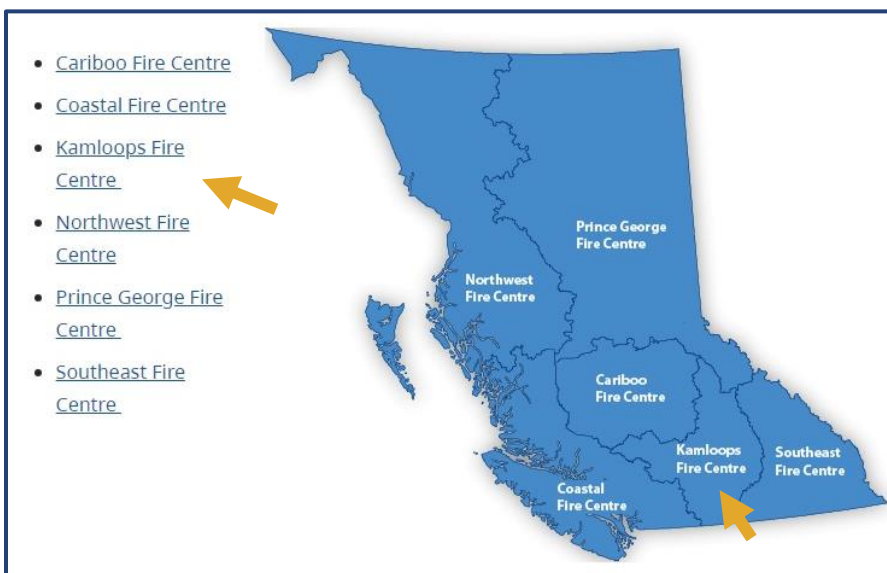 Cariboo Fire Centre
Coastal Fire Centre
Kamloops Fire
Centre
Northwest Fire
Centre
Prince George Fire
Centre
Southeast Fire
Centre
Prince George
Fire Centre
Northwest
Fire Centre
Cariboo
Fire Centre
Kamloops
Fire Centre
Southeast
Fire Centre
Coastal
Fire Centre